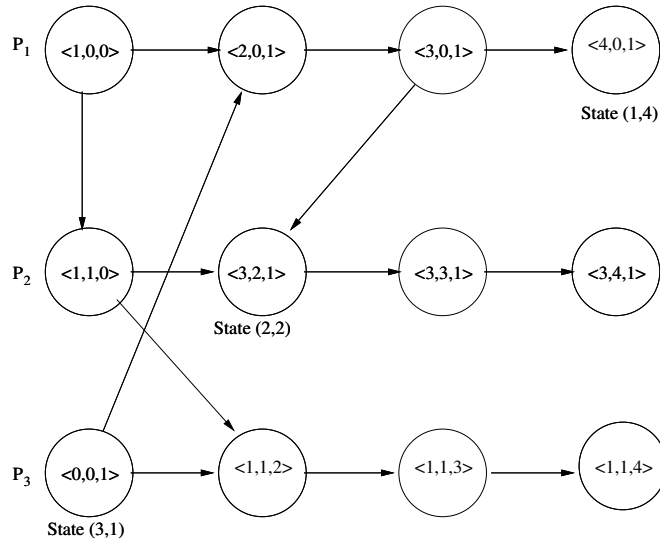 P1 <1,0,0> <2,0,1> <3,0,1> <4,0,1>
State (1,4)
P2 <1,1,0> <3,2,1> <3,3,1> <3,4,1>
State (2,2)
P3 <0,0,1> <1,1,2> <1,1,3> <1,1,4>
State (3,1)